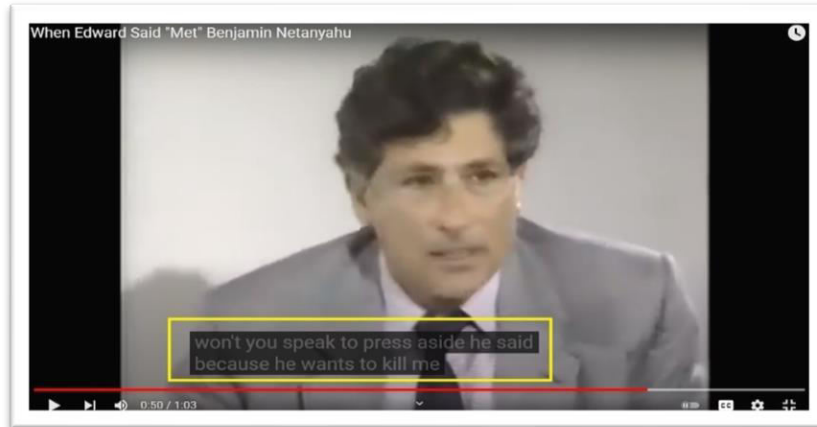 When Edward Said "Met" Benjamin Netanyahu
won't you speak to press aside he said
because he wants to kill me
0:50 / 1:03
CC